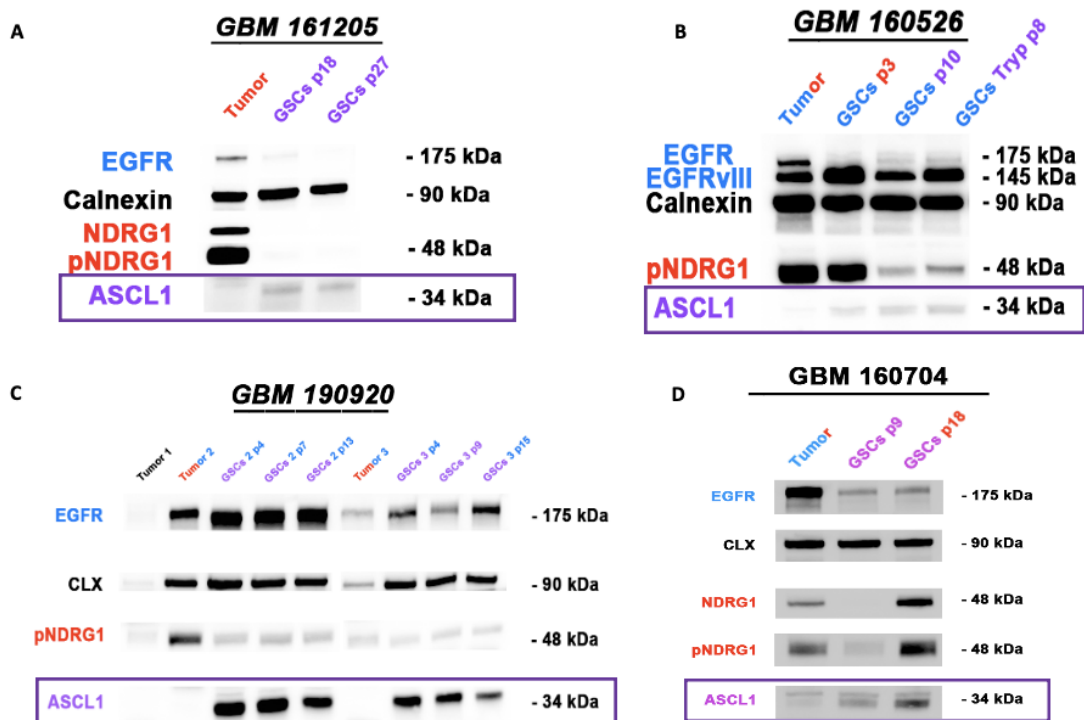 A
GBM 161205
Tumor
GSCs p18
GSCs p27
EGFR
- 175 kDa
Calnexin
- 90 kDa
NDRG1
pNDRG1
- 48 kDa
ASCL1
- 34 kDa
B
GBM 160526
Tumor
GSCs p3
GSCs p10
GSCs Tryp p8
EGFR
- 175 kDa
EGFRvIII
- 145 kDa
Calnexin
- 90 kDa
pNDRG1
- 48 kDa
ASCL1
- 34 kDa
C
GBM 190920
Tumor 1
Tumor 2
GSCs 2 p4
GSCs 2 p7
GSCs 2 p13
Tumor 3
GSCs 3 p4
GSCs 3 p9
GSCs 3 p15
EGFR
- 175 kDa
CLX
- 90 kDa
pNDRG1
- 48 kDa
ASCL1
- 34 kDa
D
GBM 160704
Tumor
GSCs p9
GSCs p18
EGFR
- 175 kDa
CLX
- 90 kDa
NDRG1
- 48 kDa
pNDRG1
- 48 kDa
ASCL1
- 34 kDa